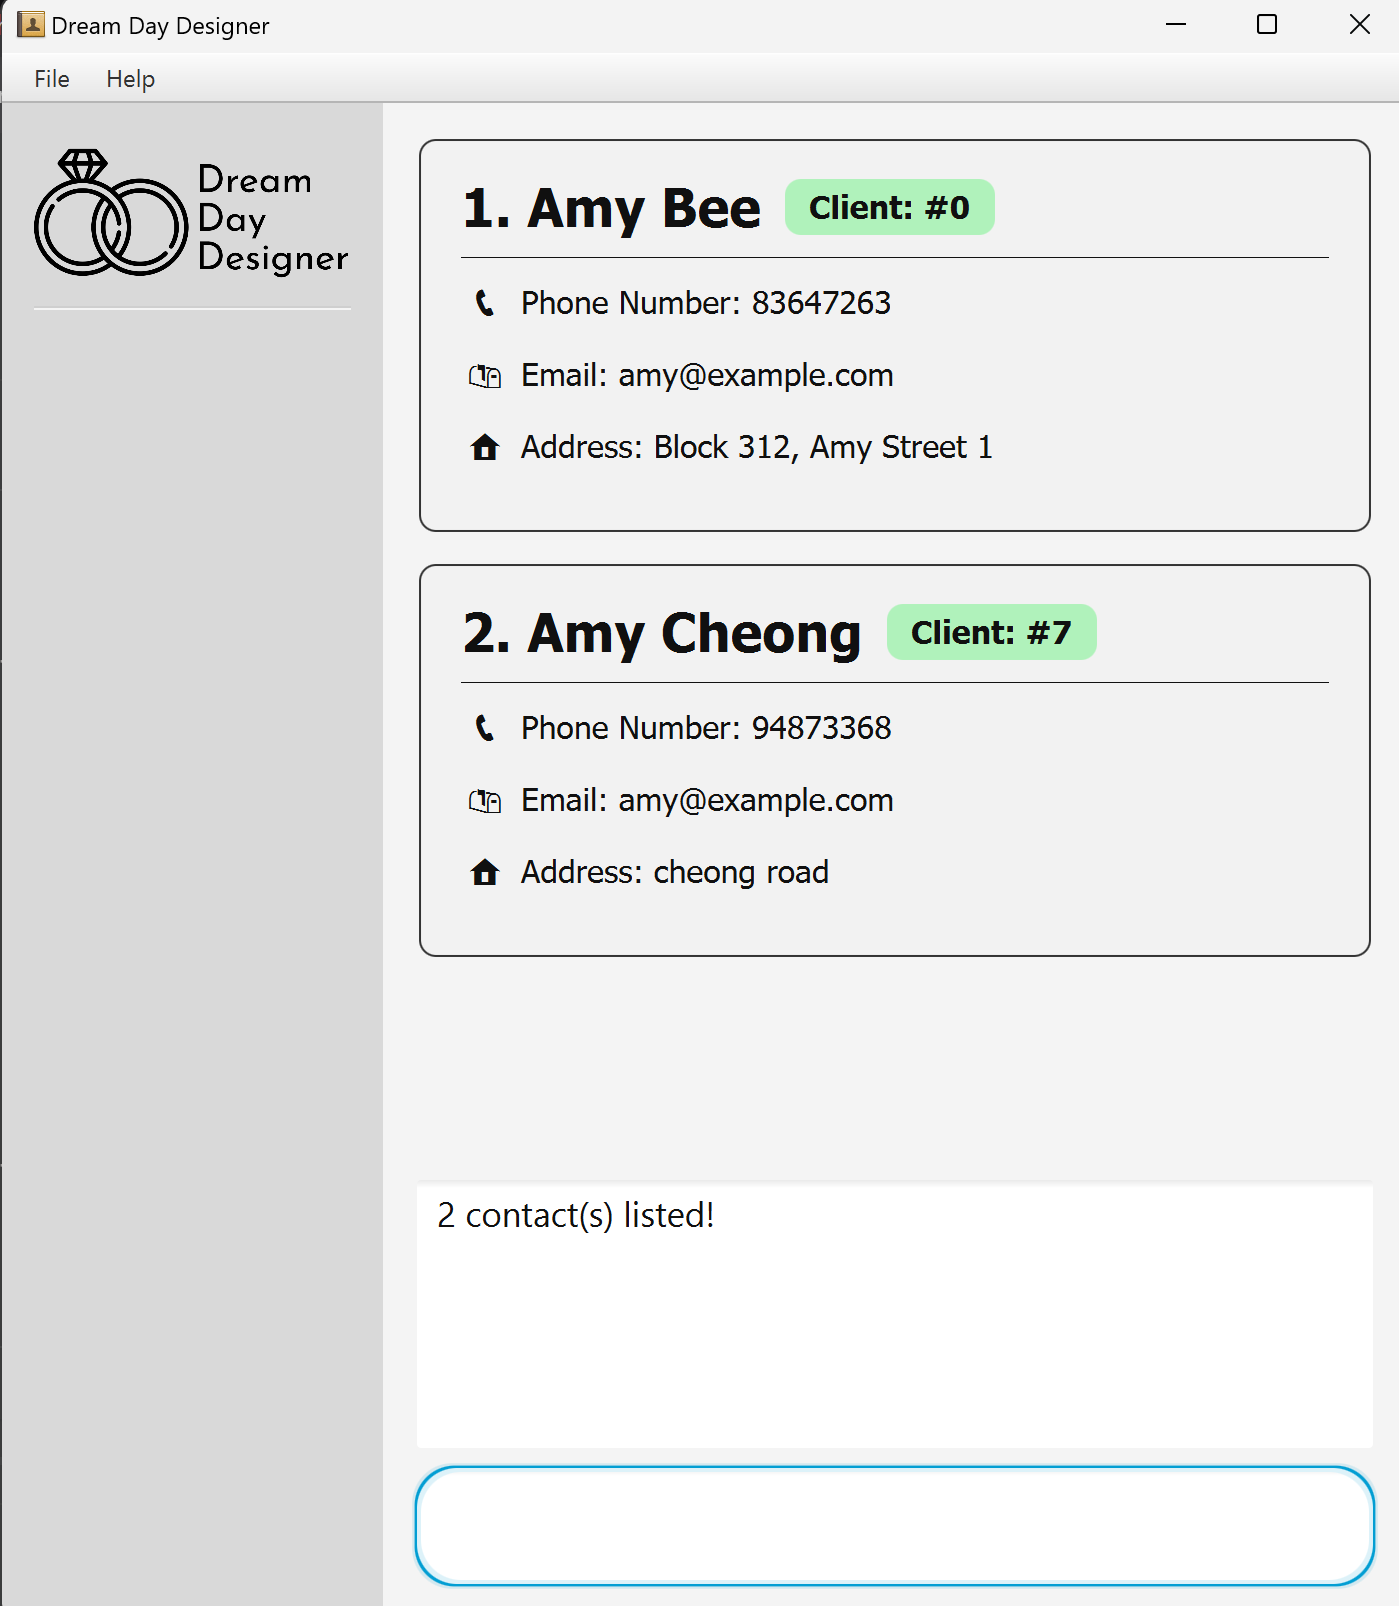 Dream Day Designer
File Help
Dream
Day
Designer
1. Amy Bee Client: #0
Phone Number: 83647263
Email: amy@example.com
Address: Block 312, Amy Street 1
2. Amy Cheong Client: #7
Phone Number: 94873368
Email: amy@example.com
Address: cheong road
2 contact(s) listed!